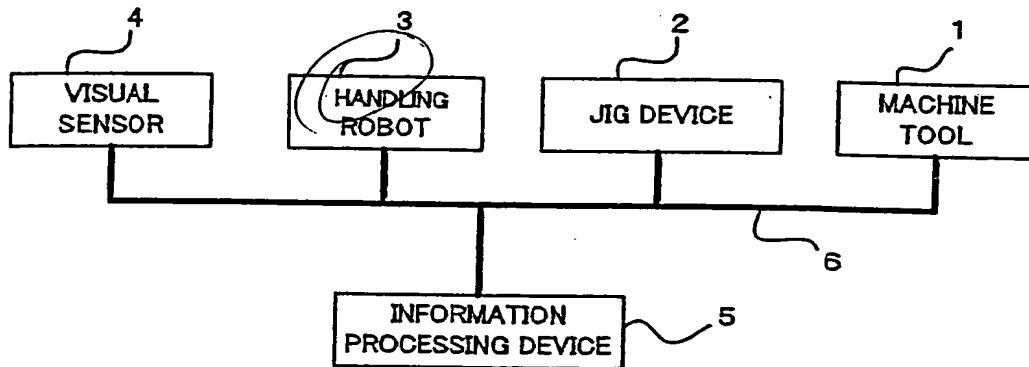 4
3
2
1
VISUAL
SENSOR
HANDLING
ROBOT
JIG DEVICE
MACHINE
TOOL
6
INFORMATION
PROCESSING DEVICE
5